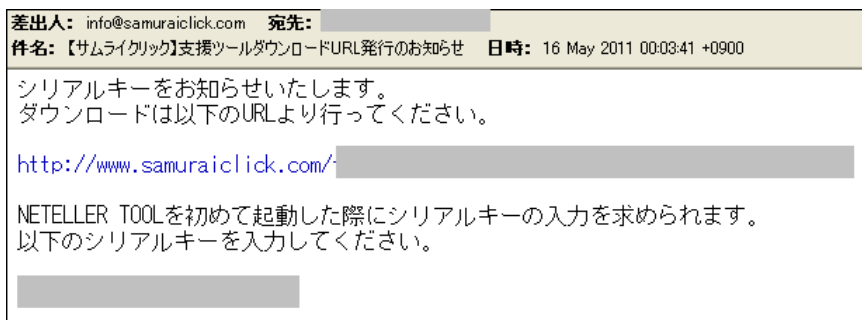 差出人: info@samuraiclick.com 宛先:
件名: 【サムライクリック】支援ツールダウンロードURL発行のお知らせ 日時: 16 May 2011 00:03:41 +0900
シリアルキーをお知らせいたします。
ダウンロードは以下のURLより行ってください。
http://www.samuraiclick.com/
NETELLER TOOLを初めて起動した際にシリアルキーの入力を求められます。
以下のシリアルキーを入力してください。